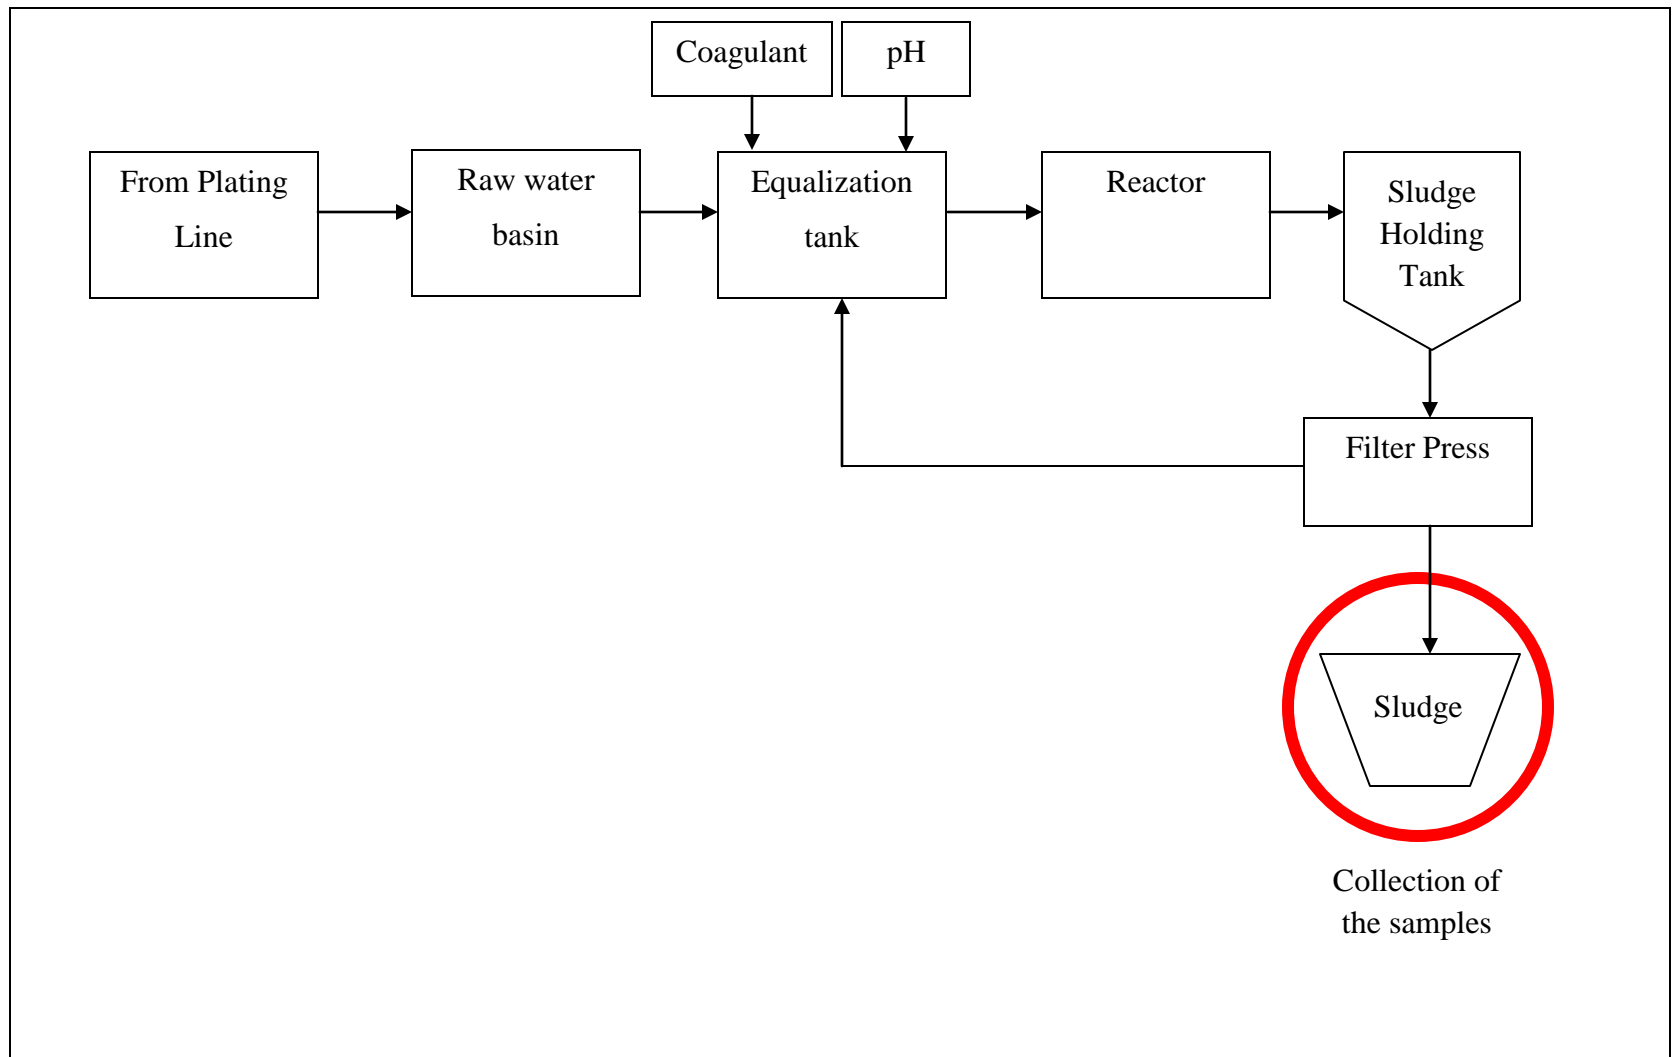 Coagulant
pH
From Plating
Line
Raw water
basin
Equalization
tank
Reactor
Sludge
Holding
Tank
Filter Press
Sludge
Collection of
the samples